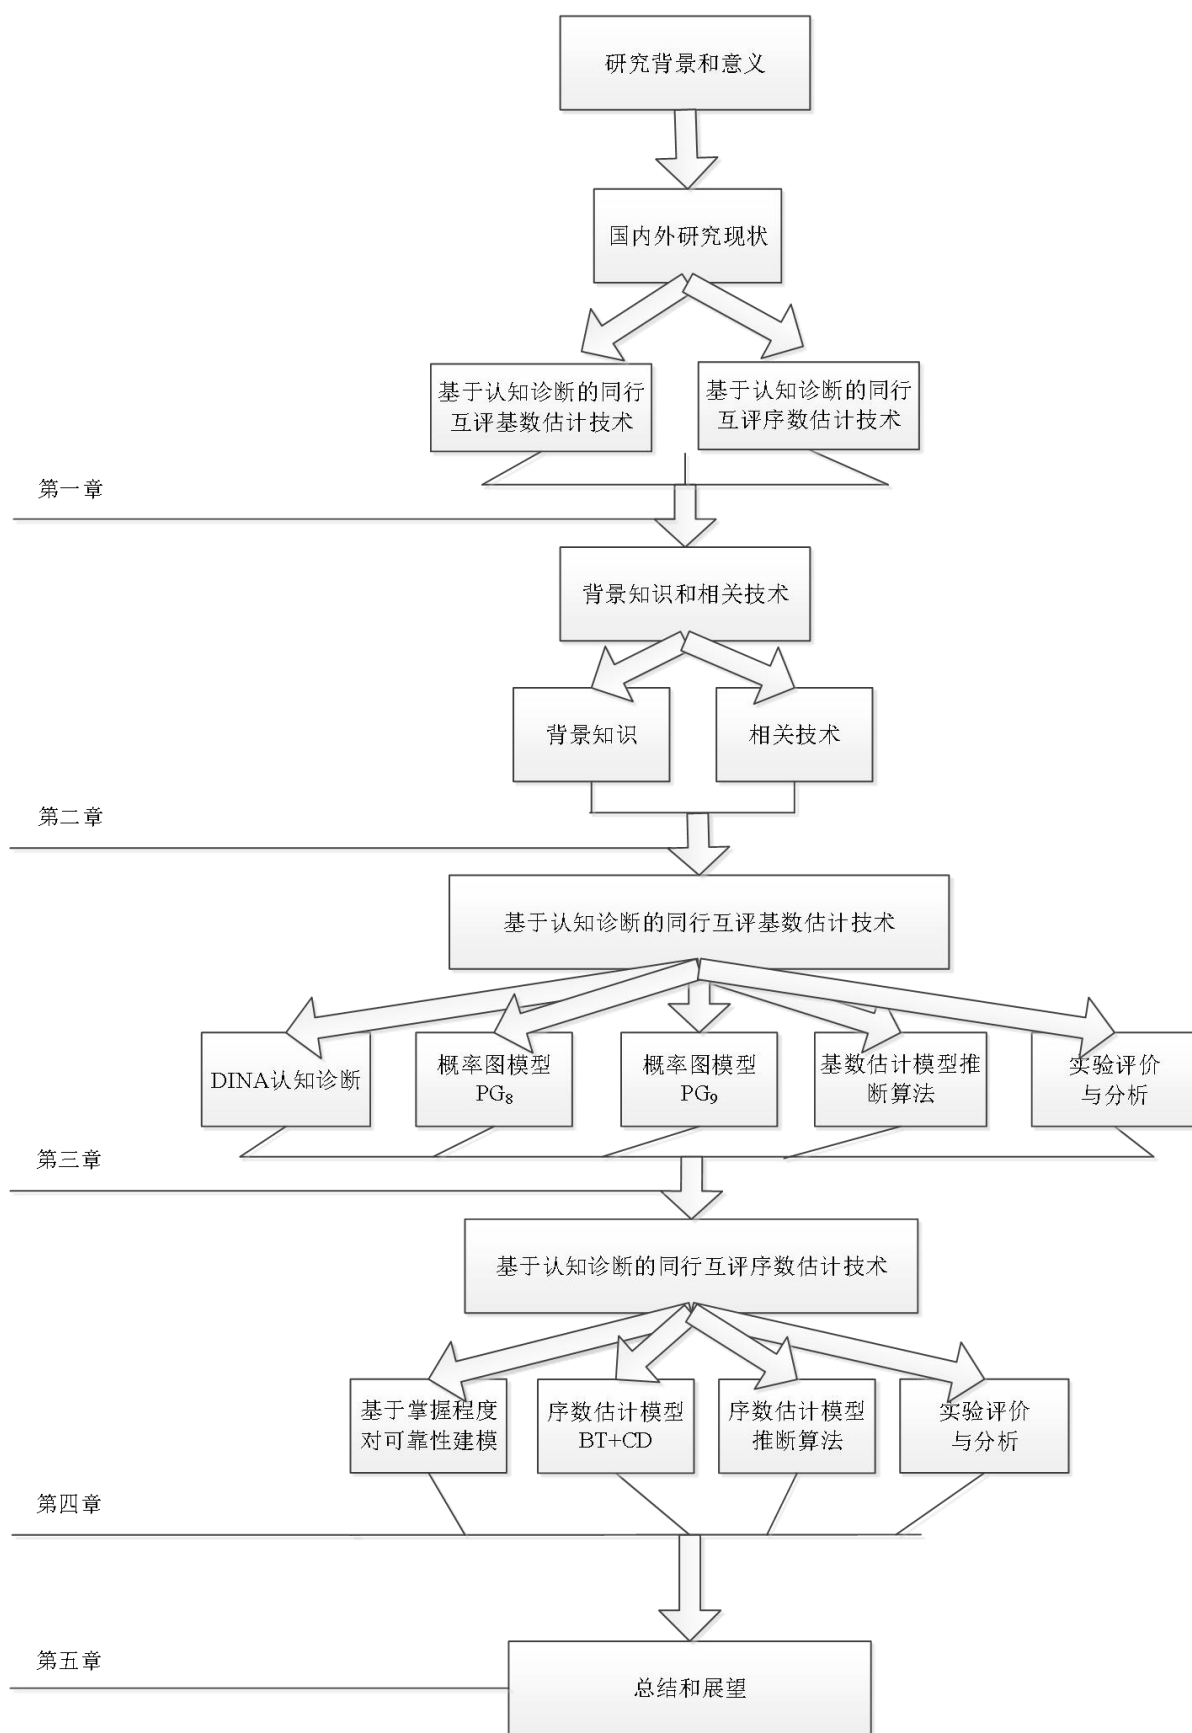 研究背景和意义
国内外研究现状
基于认知诊断的同行
互评基数估计技术
基于认知诊断的同行
互评序数估计技术
第一章
背景知识和相关技术
背景知识
相关技术
第二章
基于认知诊断的同行互评基数估计技术
DINA认知诊断
概率图模型
PG₈
概率图模型
PG₉
基数估计模型推
断算法
实验评价
与分析
第三章
基于认知诊断的同行互评序数估计技术
基于掌握程度
对可靠性建模
序数估计模型
BT+CD
序数估计模型
推断算法
实验评价
与分析
第四章
第五章
总结和展望